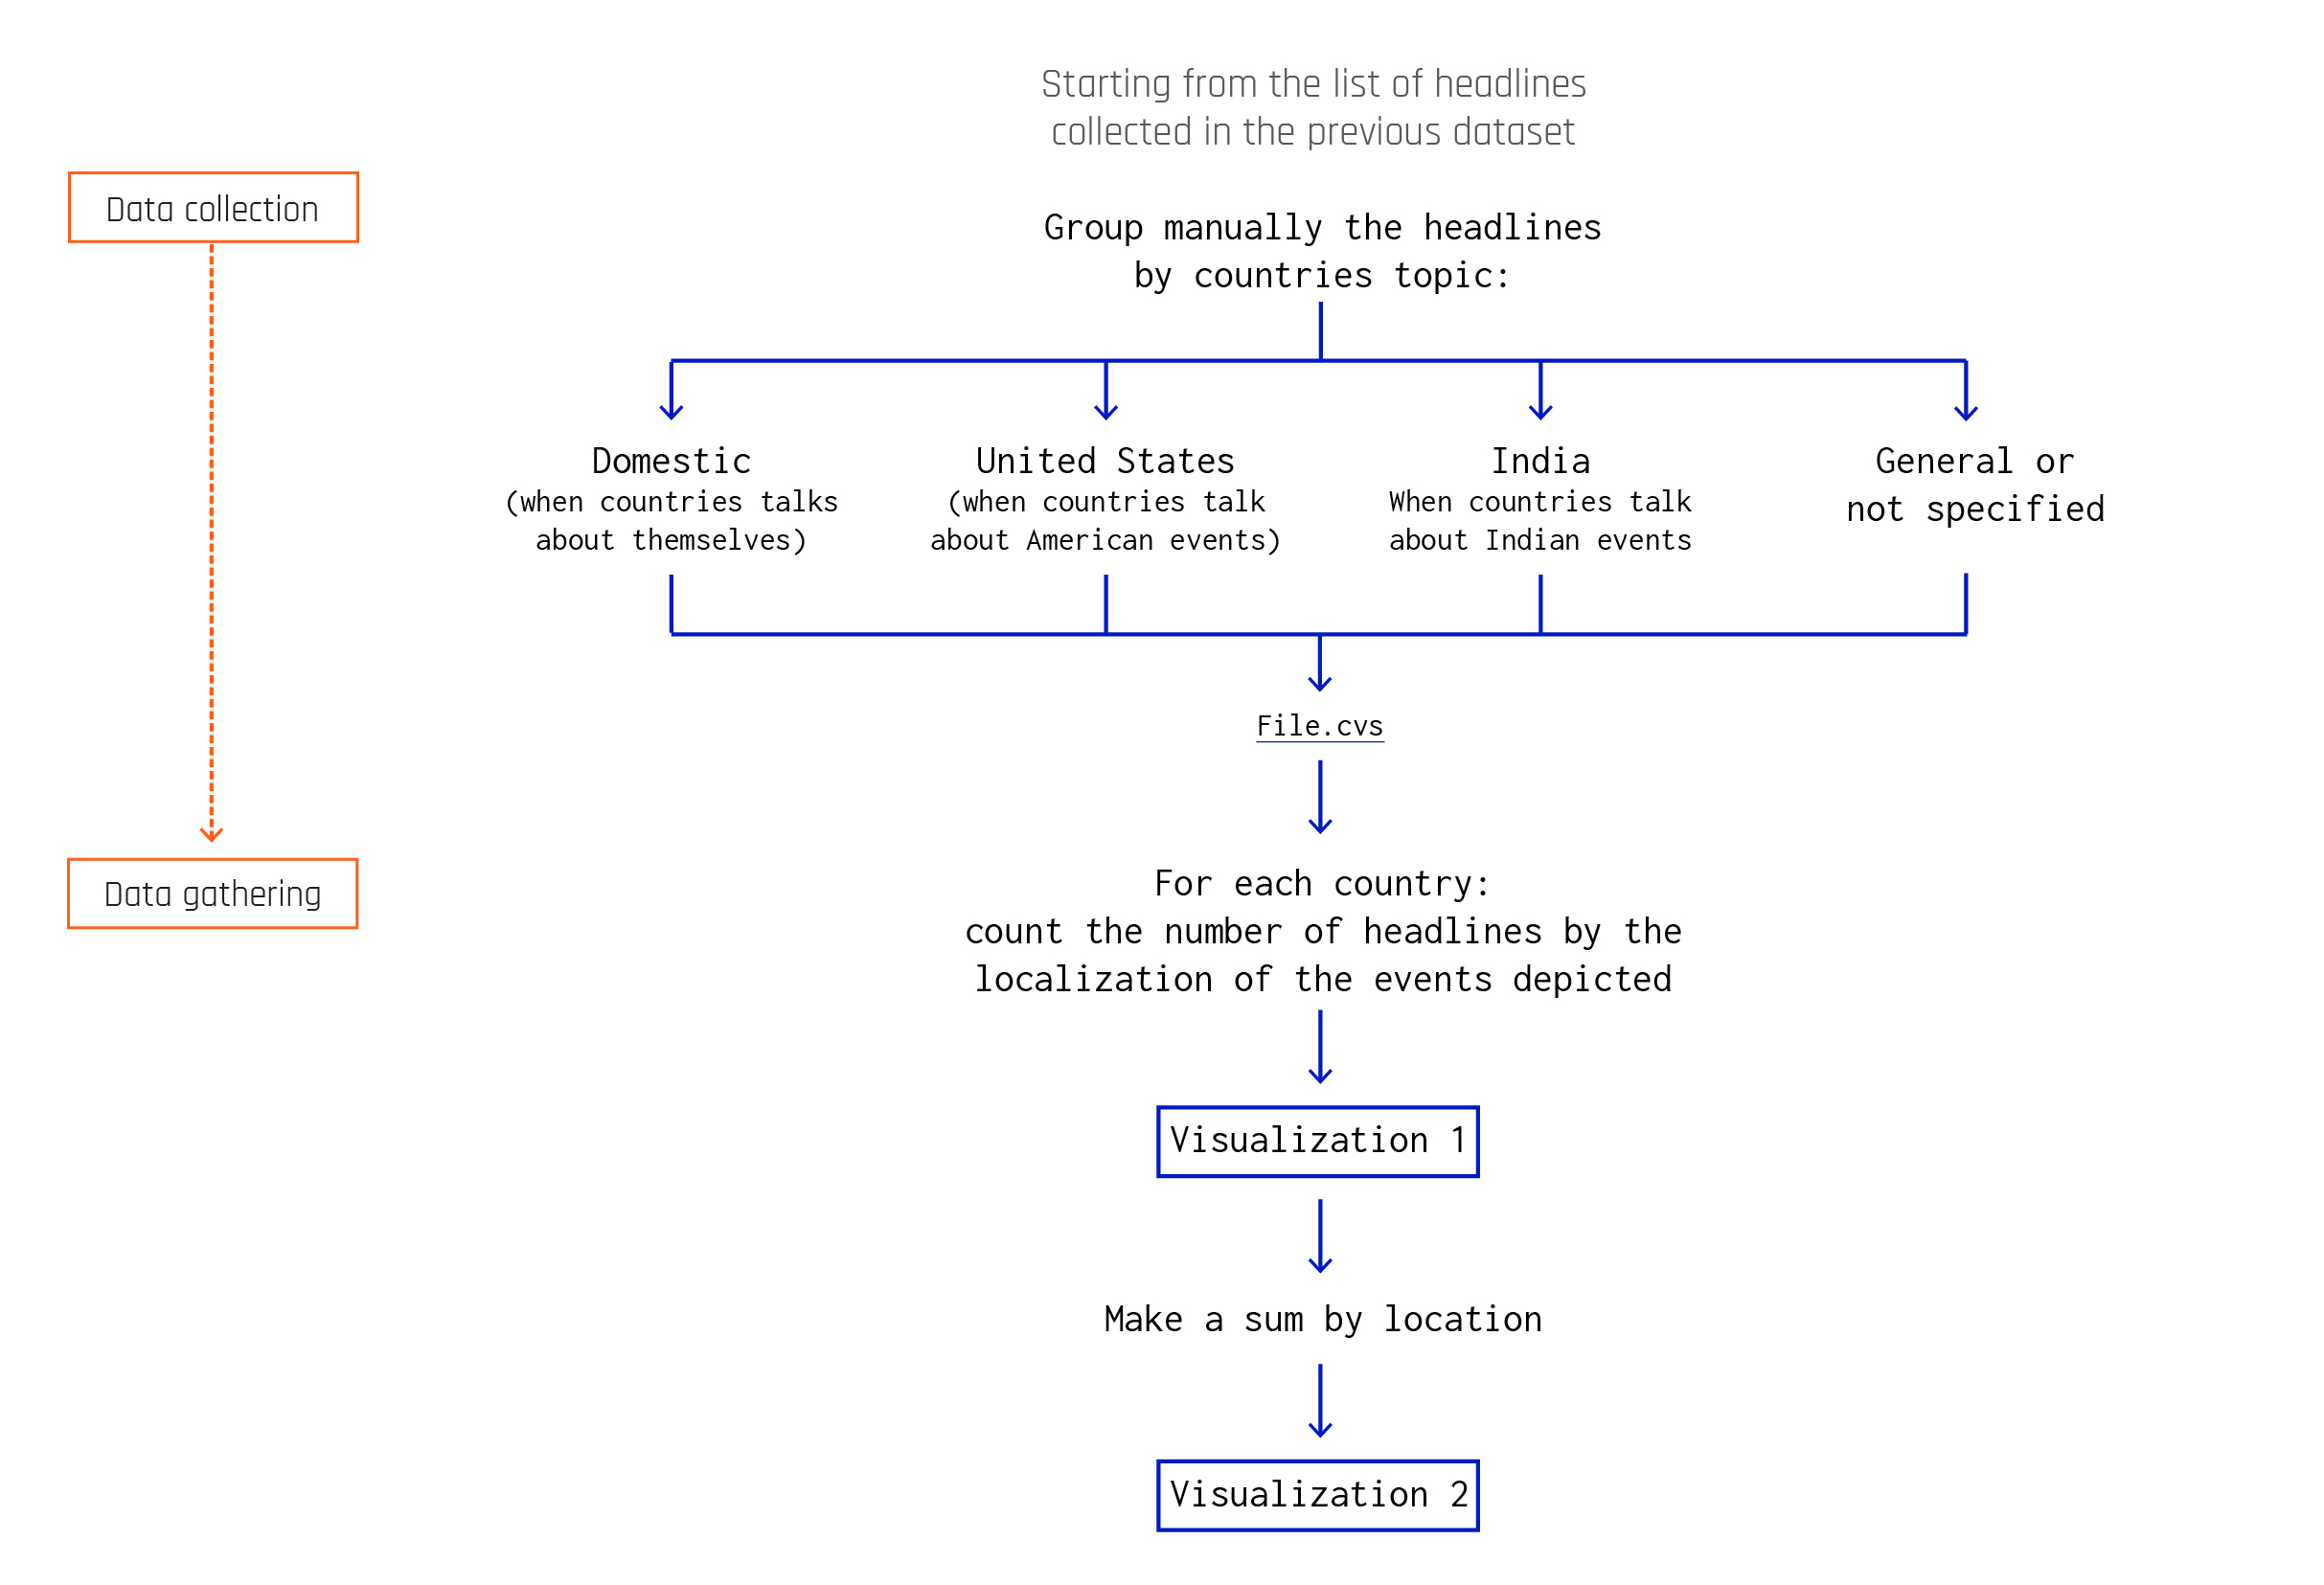 Starting from the list of headlines
collected in the previous dataset
Data collection
Group manually the headlines
by countries topic:
Domestic
(when countries talks
about themselves)
United States
(when countries talk
about American events)
India
When countries talk
about Indian events
General or
not specified
File.cvs
Data gathering
For each country:
count the number of headlines by the
localization of the events depicted
Visualization 1
Make a sum by location
Visualization 2